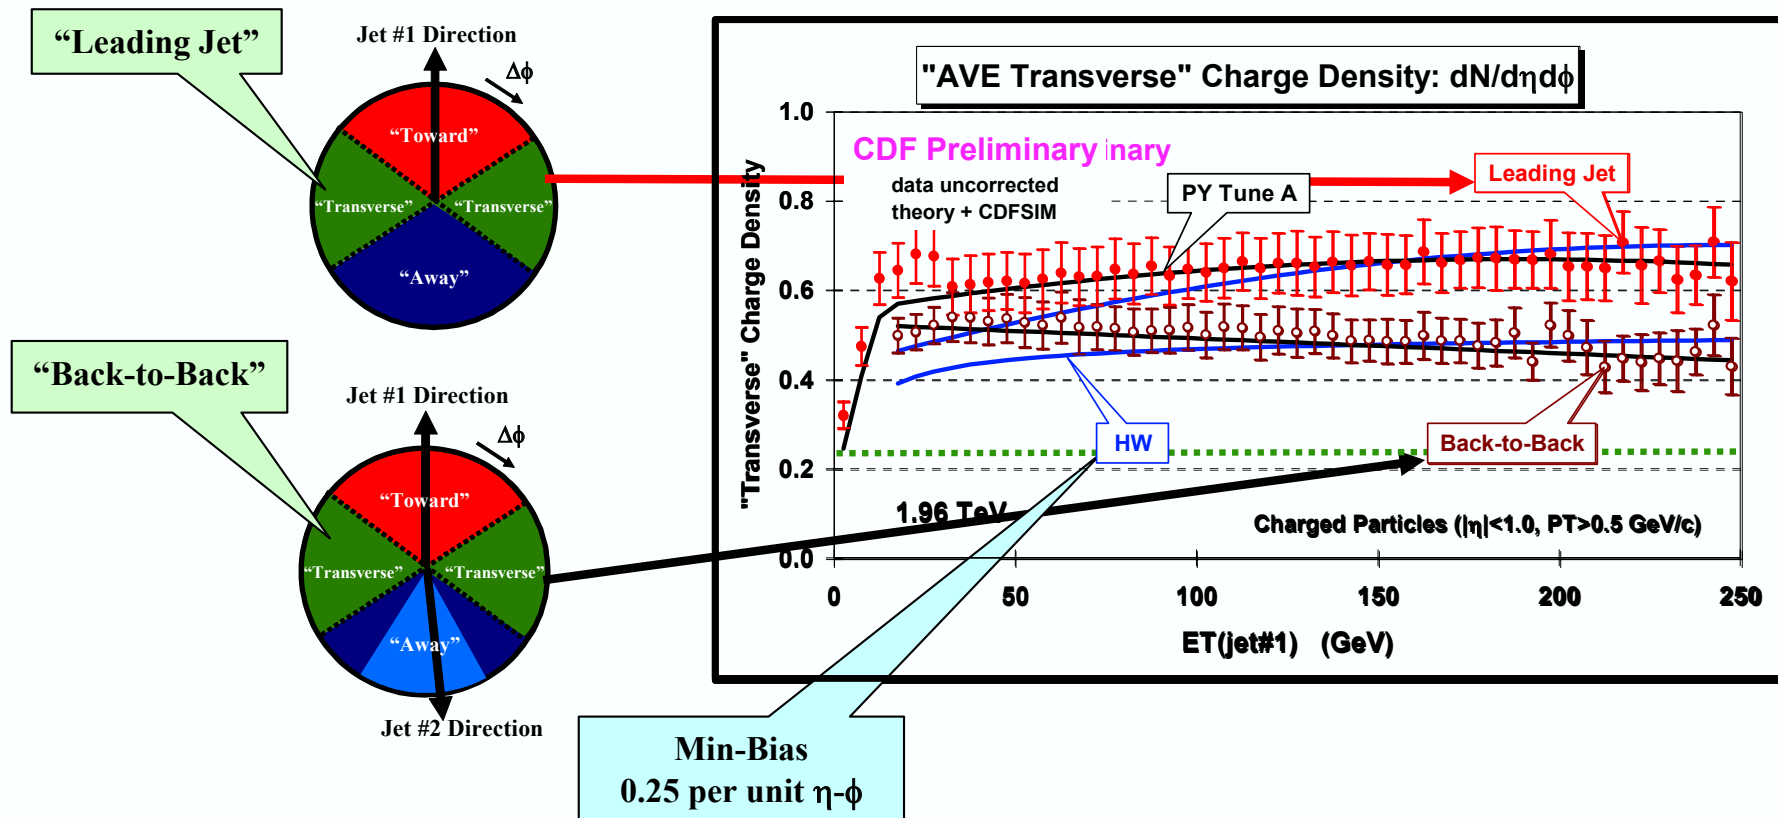 “Leading Jet”
Jet #1 Direction
Δϕ
“Toward”
“Transverse” “Transverse”
“Away”
“Back-to-Back”
Jet #1 Direction
Δϕ
“Toward”
“Transverse” “Transverse”
“Away”
Jet #2 Direction
"AVE Transverse" Charge Density: dN/dηdϕ
"Transverse" Charge Density
1.0
0.8
0.6
0.4
0.2
0.0
CDF Preliminary inary
data uncorrected
theory + CDFSIM
PY Tune A
Leading Jet
HW
Back-to-Back
1.96 TeV
Charged Particles (|η|<1.0, PT>0.5 GeV/c)
0 50 100 150 200 250
ET(jet#1) (GeV)
Min-Bias
0.25 per unit η-ϕ